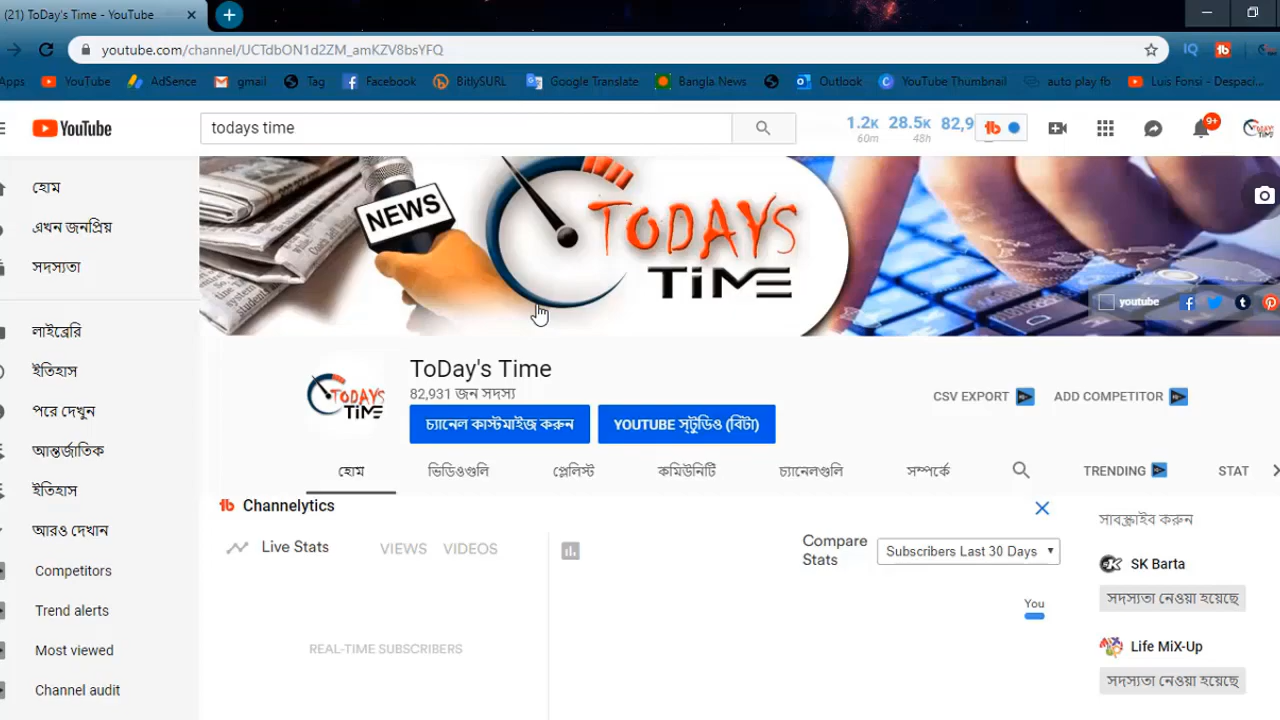 (21) ToDay's Time - YouTube
youtube.com/channel/UCTdbON1d2ZM_amKZV8bsYFQ
Apps YouTube AdSence gmail Tag Facebook BitlySURL Google Translate Bangla News Outlook YouTube Thumbnail auto play fb Luis Fonsi - Despaci...
YouTube todays time 1.2K 28.5K 82,9 9+
60m 48h
NEWS TODAYS TIME
youtube
TODAYS TIME
হোম
এখন জনপ্রিয়
সদস্যতা
লাইব্রেরি
ইতিহাস
পরে দেখুন
আন্তর্জাতিক
ইতিহাস
আরও দেখান
Competitors
Trend alerts
Most viewed
Channel audit
ToDay's Time
82,931 জন সদস্য
চ্যানেল কাস্টমাইজ করুন YOUTUBE স্টুডিও (বিটা)
CSV EXPORT ADD COMPETITOR
হোম ভিডিওগুলি প্লেলিস্ট কমিউনিটি চ্যানেলগুলি সম্পর্কে TRENDING STAT
Channelytics
Live Stats VIEWS VIDEOS
Compare Stats Subscribers Last 30 Days
You
REAL-TIME SUBSCRIBERS
সাবস্ক্রাইব করুন
SK Barta
সদস্যতা নেওয়া হয়েছে
Life MiX-Up
সদস্যতা নেওয়া হয়েছে